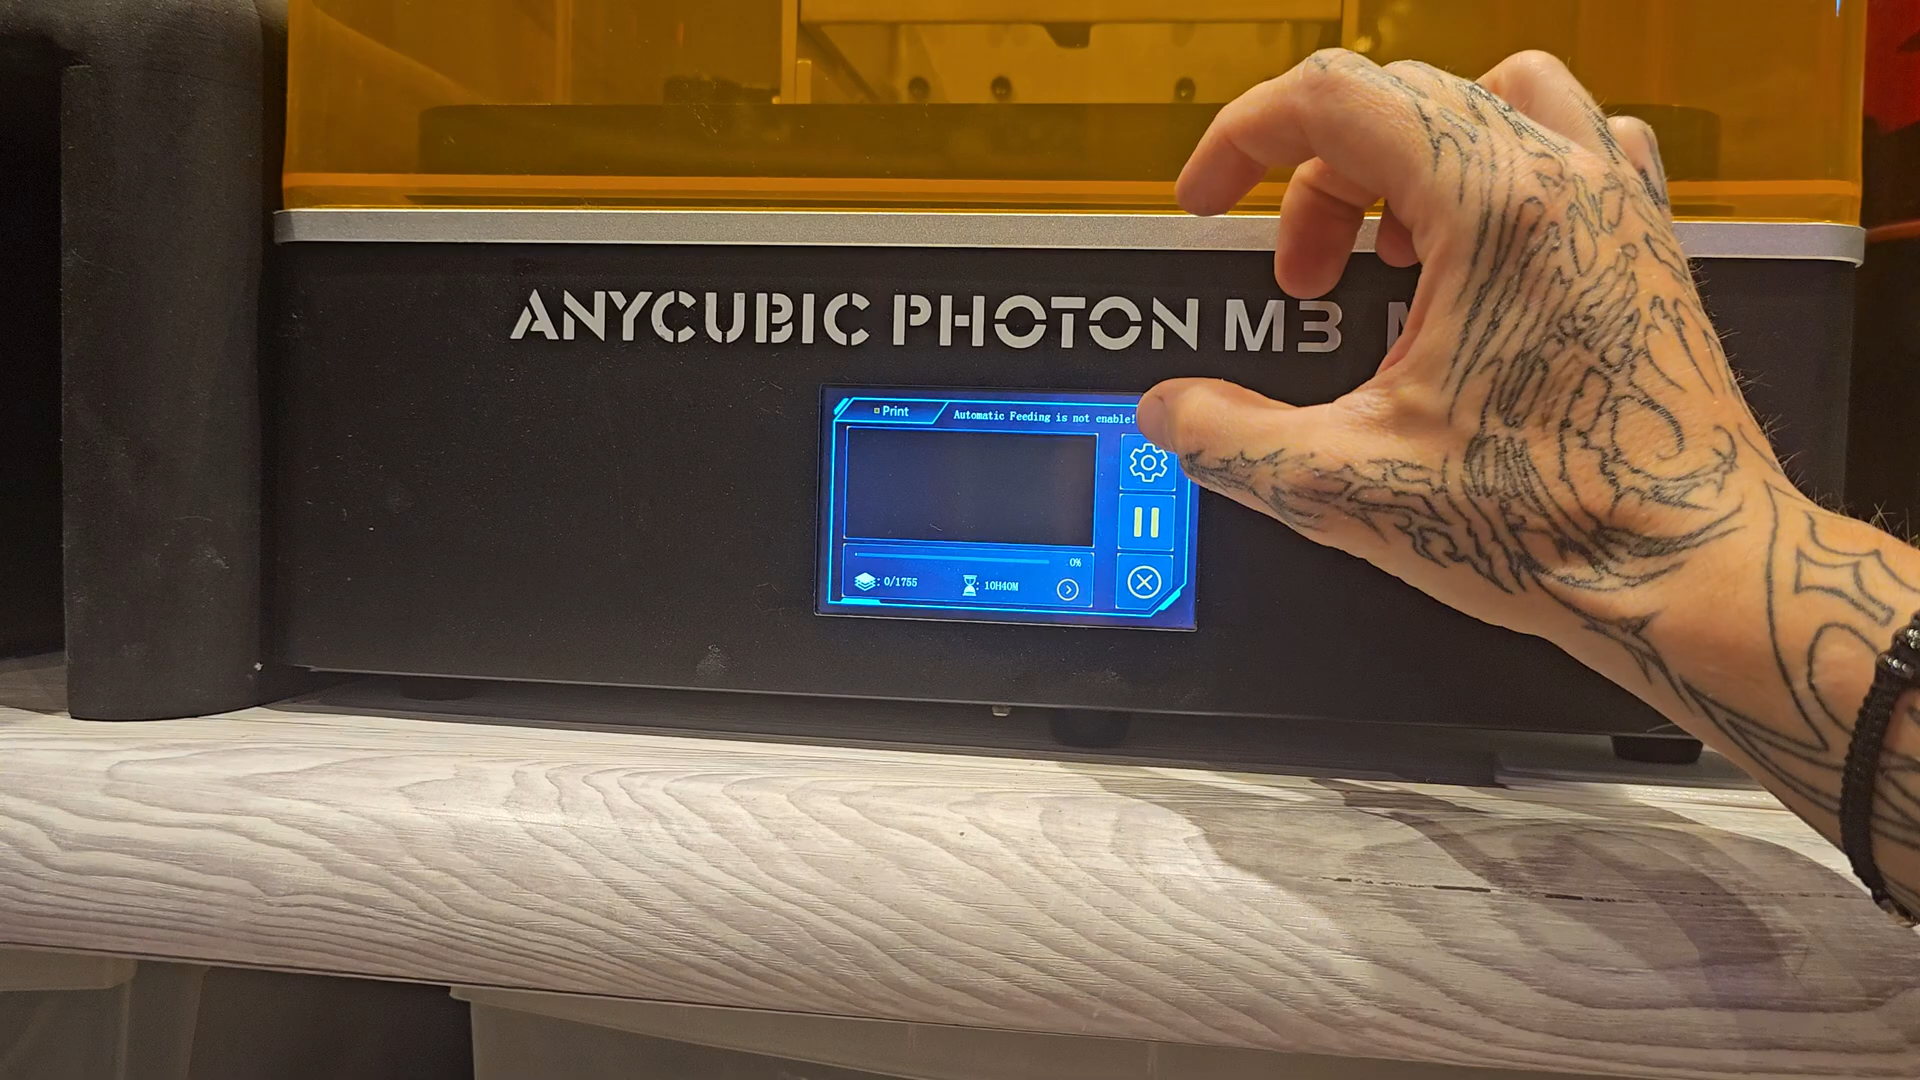 ANYCUBIC PHOTON M3 M
Print
Automatic Feeding is not enable!
0%
: 0/1755
: 10H40M